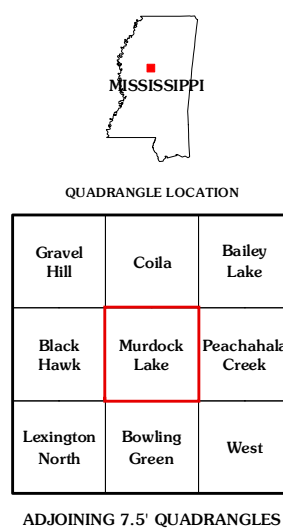 MISSISSIPPI
QUADRANGLE LOCATION
Gravel
Hill
Coila
Bailey
Lake
Black
Hawk
Murdock
Lake
Peachahala
Creek
Lexington
North
Bowling
Green
West
ADJOINING 7.5' QUADRANGLES